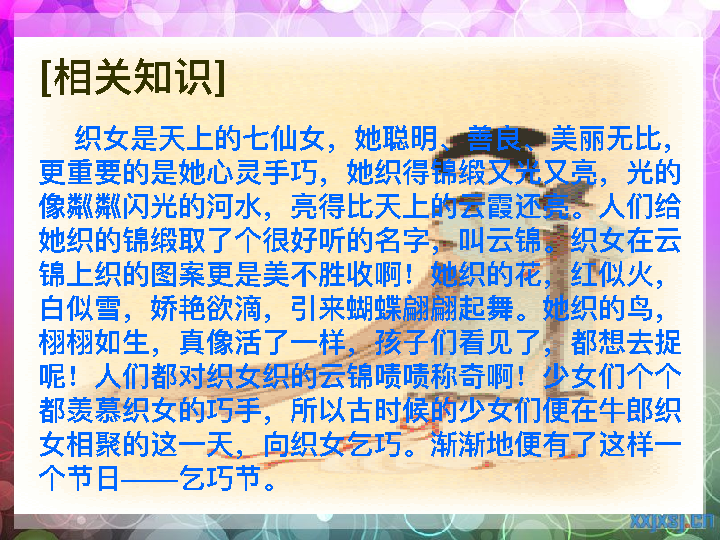 [相关知识]
织女是天上的七仙女，她聪明、善良、美丽无比，
更重要的是她心灵手巧，她织得锦缎又光又亮，光的
像粼粼闪光的河水，亮得比天上的云霞还亮。人们给
她织的锦缎取了个很好听的名字，叫云锦。织女在云
锦上织的图案更是美不胜收啊！她织的花，红似火，
白似雪，娇艳欲滴，引来蝴蝶翩翩起舞。她织的鸟，
栩栩如生，真像活了一样，孩子们看见了，都想去捉
呢！人们都对织女织的云锦啧啧称奇啊！少女们个个
都羡慕织女的巧手，所以古时候的少女们便在牛郎织
女相聚的这一天，向织女乞巧。渐渐地便有了这样一
个节日——乞巧节。
xxjxsj.cn